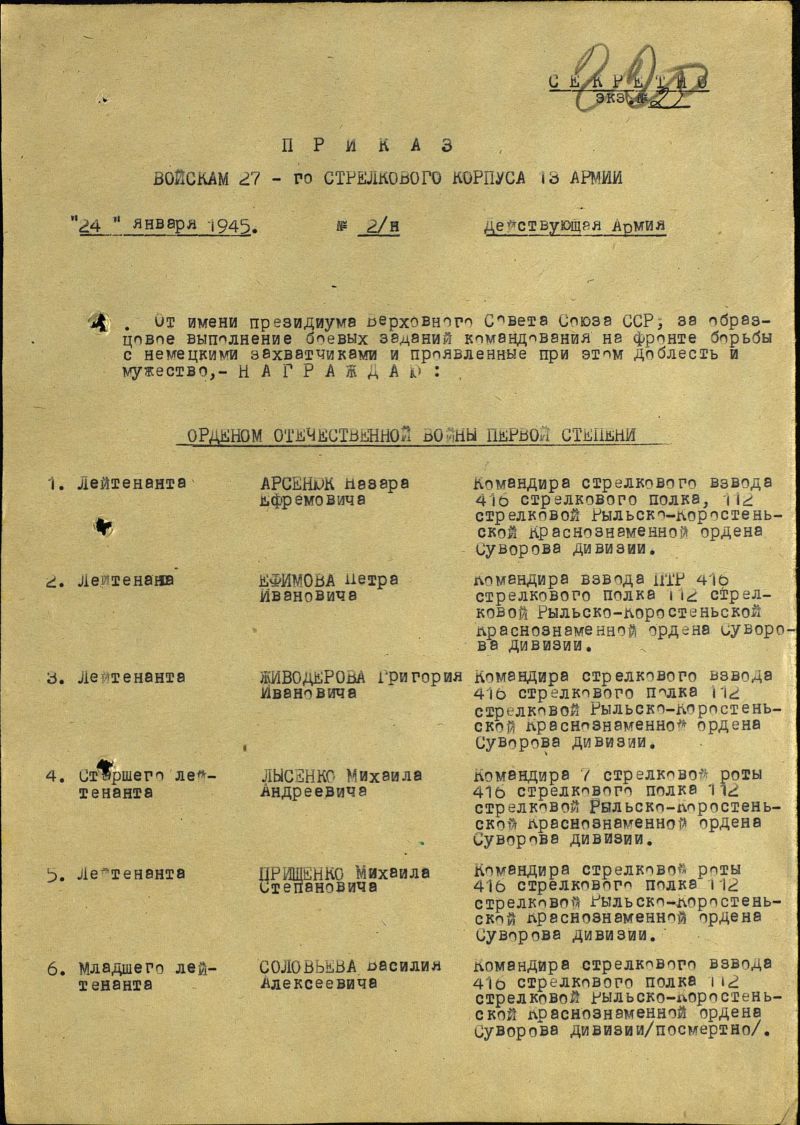 С Е К Р Е Т Н О
экз.№ 2
П Р И К А З
ВОЙСКАМ 27 - го СТРЕЛКОВОГО КОРПУСА 13 АРМИИ
"24 " января 1945. № 2/н Действующая Армия
От имени президиума Верховного Совета Союза ССР, за образ-
цовое выполнение боевых заданий командования на фронте борьбы
с немецкими захватчиками и проявленные при этом доблесть и
мужество,- Н А Г Р А Ж Д А Ю :
ОРДЕНОМ ОТЕЧЕСТВЕННОЙ ВОЙНЫ ПЕРВОЙ СТЕПЕНИ
1. Лейтенанта АРСЕНЮК Назара Командира стрелкового взвода
Ефремовича 416 стрелкового полка, 112
стрелковой Рыльско-Коростень-
ской Краснознаменной ордена
Суворова дивизии.
2. Лейтенана ЕФИМОВА Петра Командира взвода ПТР 416
Ивановича стрелкового полка 112 стрел-
ковой Рыльско-Коростеньской
Краснознаменной ордена Суворо-
ва дивизии.
3. Лейтенанта ЖИВОДЕРОВА Григория Командира стрелкового взвода
Ивановича 416 стрелкового полка 112
стрелковой Рыльско-Коростень-
ской Краснознаменной ордена
Суворова дивизии.
4. Старшего лей- ЛЫСЕНКО Михаила Командира 7 стрелковой роты
тенанта Андреевича 416 стрелкового полка 112
стрелковой Рыльско-Коростень-
ской Краснознаменной ордена
Суворова дивизии.
5. Лейтенанта ПРИЩЕНКО Михаила Командира стрелковой роты
Степановича 416 стрелкового полка 112
стрелковой Рыльско-Коростень-
ской Краснознаменной ордена
Суворова дивизии.
6. Младшего лей- СОЛОВЬЕВА Василия Командира стрелкового взвода
тенанта Алексеевича 416 стрелкового полка 112
стрелковой Рыльско-Коростень-
ской Краснознаменной ордена
Суворова дивизии/посмертно/.